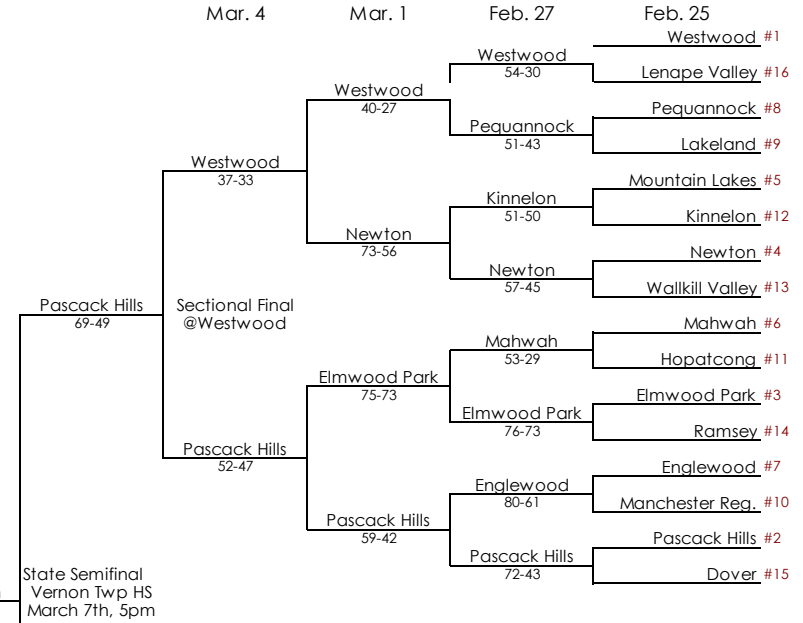 Mar. 4 Mar. 1 Feb. 27 Feb. 25
Westwood #1
Westwood
54-30
Lenape Valley #16
Westwood
40-27
Pequannock #8
Pequannock
51-43
Lakeland #9
Westwood
37-33
Mountain Lakes #5
Kinnelon
51-50
Kinnelon #12
Newton
73-56
Newton #4
Newton
57-45
Wallkill Valley #13
Pascack Hills
69-49
Sectional Final
@Westwood
Mahwah #6
Mahwah
53-29
Hopatcong #11
Elmwood Park
75-73
Elmwood Park #3
Elmwood Park
76-73
Ramsey #14
Pascack Hills
52-47
Englewood #7
Englewood
80-61
Manchester Reg. #10
Pascack Hills
59-42
Pascack Hills #2
Pascack Hills
72-43
Dover #15
State Semifinal
Vernon Twp HS
March 7th, 5pm